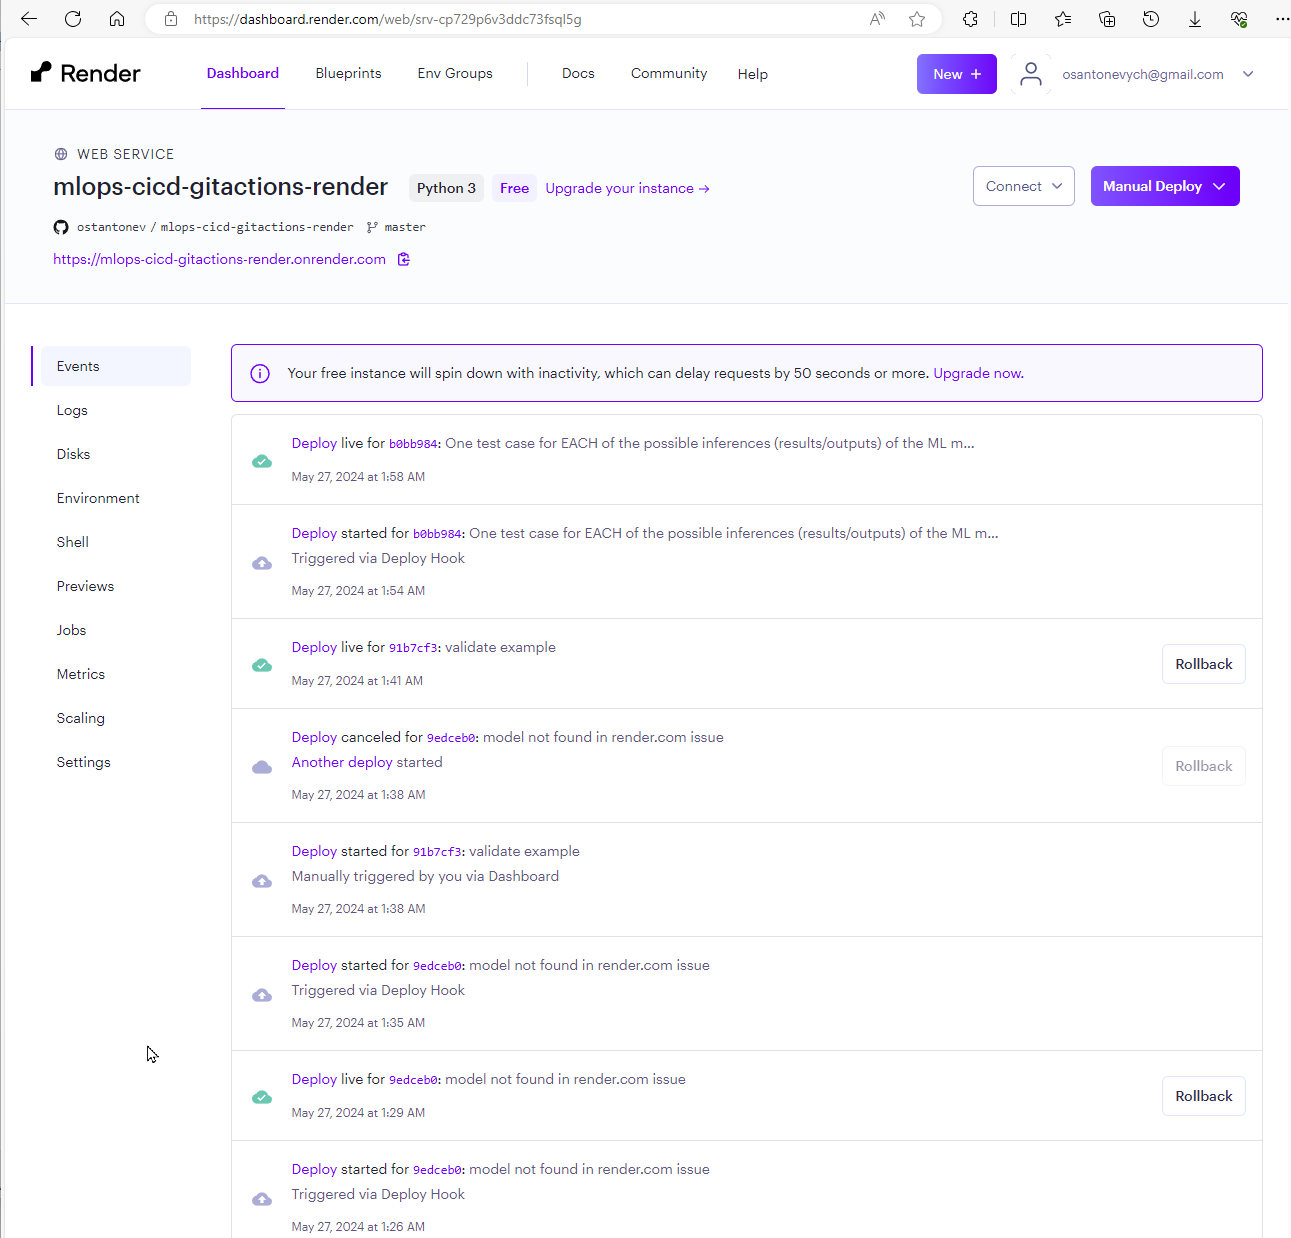 https://dashboard.render.com/web/srv-cp729p6v3ddc73fsql5g
Render
Dashboard Blueprints Env Groups Docs Community Help New + osantonevych@gmail.com
WEB SERVICE
mlops-cicd-gitactions-render Python 3 Free Upgrade your instance → Connect Manual Deploy
ostantonev / mlops-cicd-gitactions-render master
https://mlops-cicd-gitactions-render.onrender.com
Events
Logs
Disks
Environment
Shell
Previews
Jobs
Metrics
Scaling
Settings
Your free instance will spin down with inactivity, which can delay requests by 50 seconds or more. Upgrade now.
Deploy live for b0bb984: One test case for EACH of the possible inferences (results/outputs) of the ML m...
May 27, 2024 at 1:58 AM
Deploy started for b0bb984: One test case for EACH of the possible inferences (results/outputs) of the ML m...
Triggered via Deploy Hook
May 27, 2024 at 1:54 AM
Deploy live for 91b7cf3: validate example
May 27, 2024 at 1:41 AM
Rollback
Deploy canceled for 9edceb0: model not found in render.com issue
Another deploy started
May 27, 2024 at 1:38 AM
Rollback
Deploy started for 91b7cf3: validate example
Manually triggered by you via Dashboard
May 27, 2024 at 1:38 AM
Deploy started for 9edceb0: model not found in render.com issue
Triggered via Deploy Hook
May 27, 2024 at 1:35 AM
Deploy live for 9edceb0: model not found in render.com issue
May 27, 2024 at 1:29 AM
Rollback
Deploy started for 9edceb0: model not found in render.com issue
Triggered via Deploy Hook
May 27, 2024 at 1:26 AM